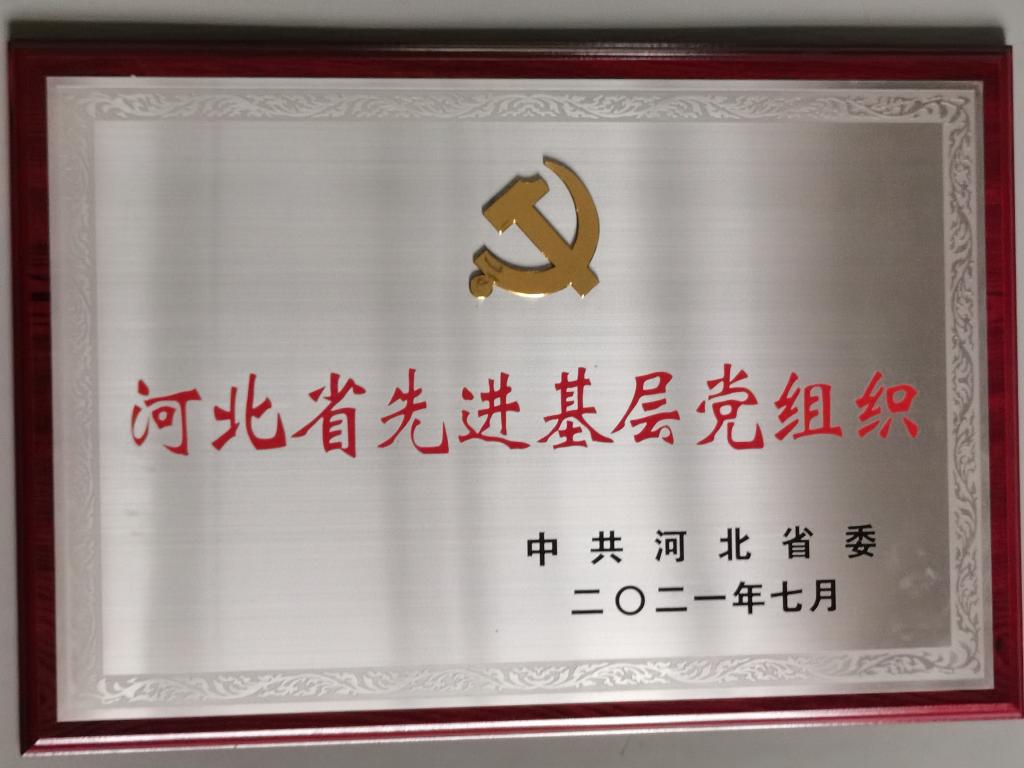 河北省先进基层党组织
中共河北省委
二〇二一年七月